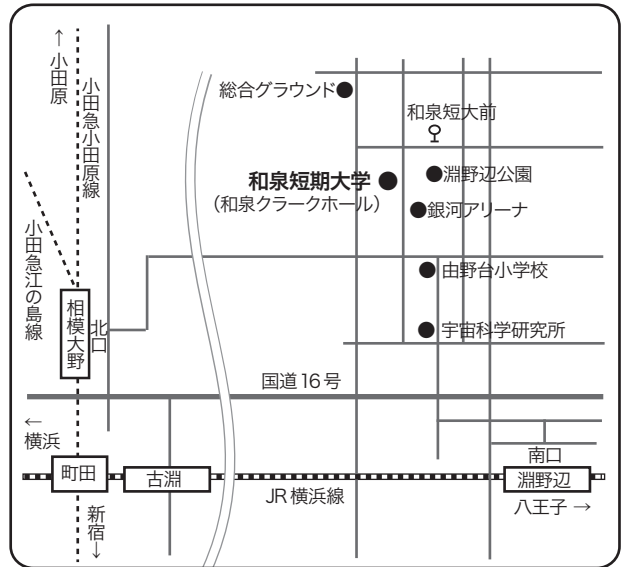 ↑
小田原
小田急小田原線
総合グラウンド
和泉短大前
和泉短期大学
(和泉クラークホール)
淵野辺公園
銀河アリーナ
小田急江の島線
由野台小学校
相模大野
北口
宇宙科学研究所
国道16号
←
横浜
町田
古淵
南口
淵野辺
JR横浜線
八王子 →
新宿
↓